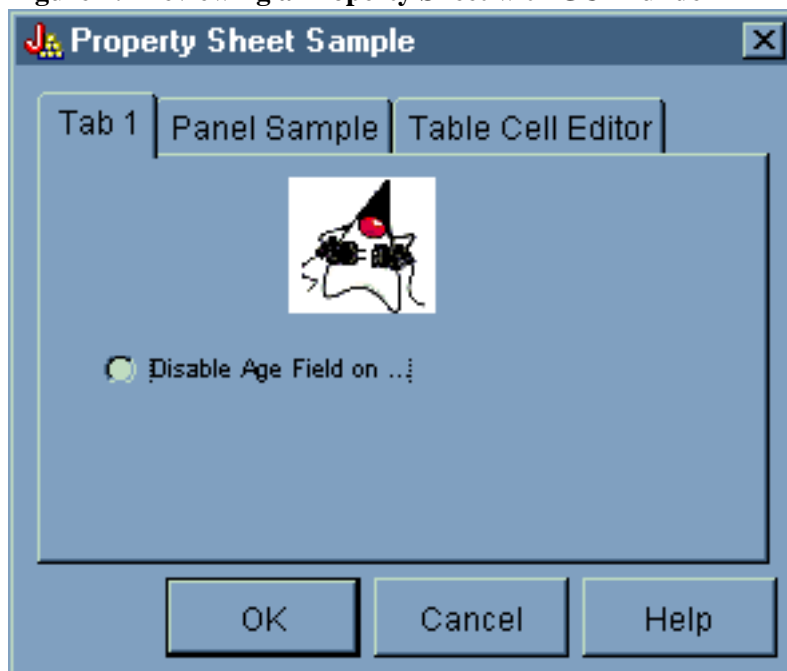 Property Sheet Sample
Tab 1
Panel Sample
Table Cell Editor
Disable Age Field on ...
OK
Cancel
Help